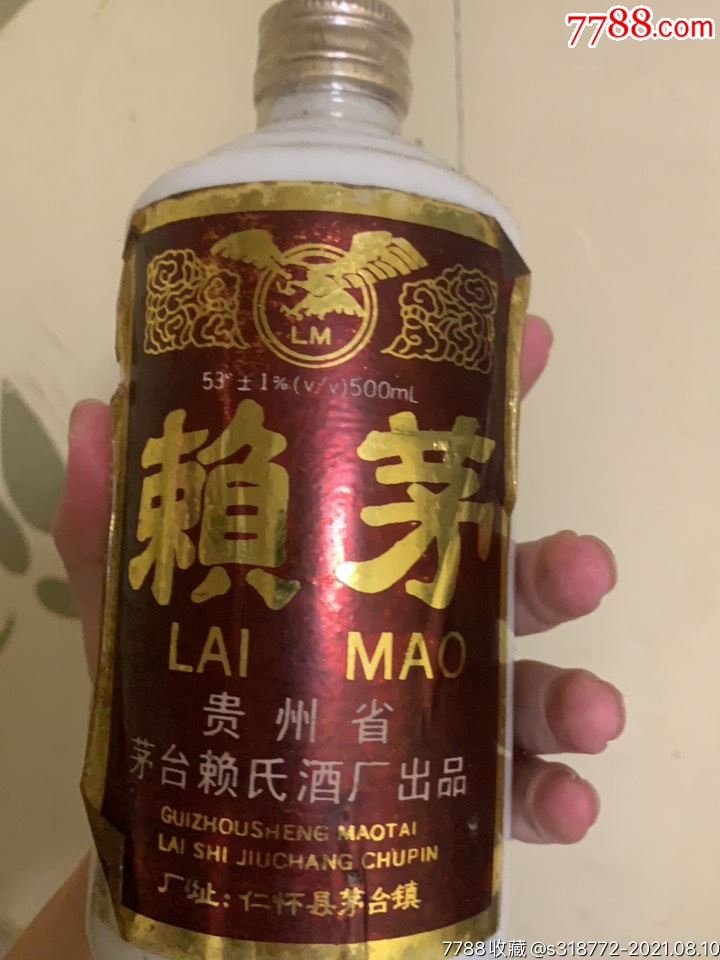 7788.com
LM
53°±1%(v/v)500mL
賴茅
LAI MAO
贵州省
茅台赖氏酒厂出品
GUIZHOUSHENG MAOTAI
LAI SHI JIUCHANG CHUPIN
厂址:仁怀县茅台镇
7788收藏@s318772-2021.08.10